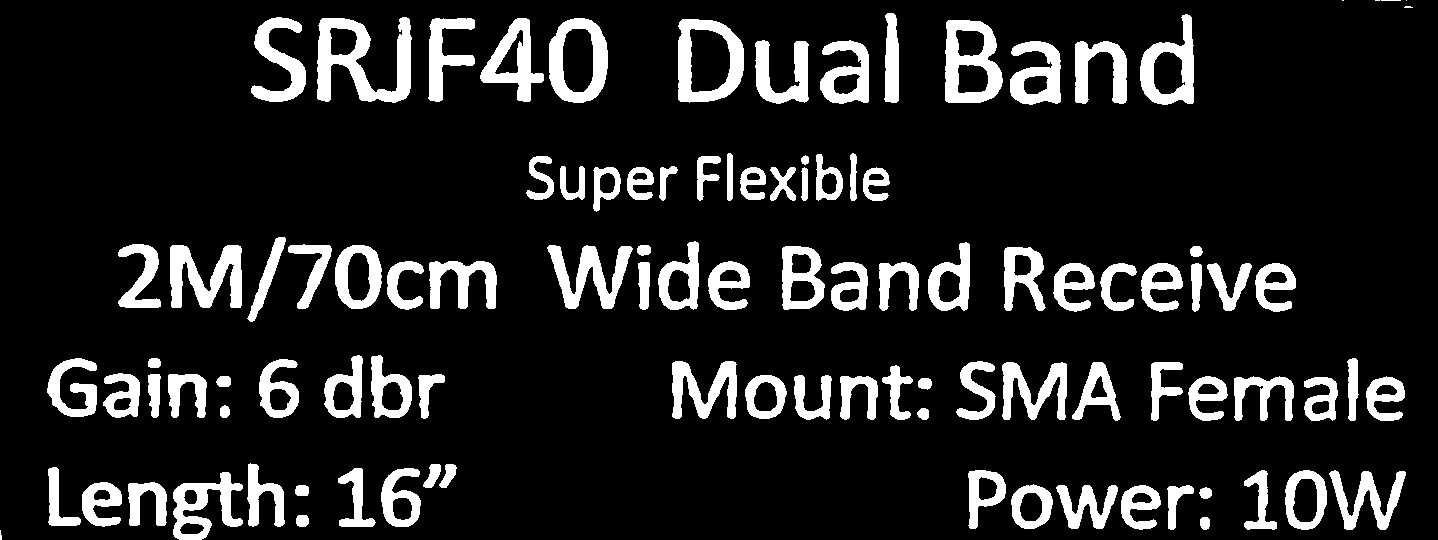 SRJF40 Dual Band
Super Flexible
2M/70cm Wide Band Receive
Gain: 6 dbr Mount: SMA Female
Length: 16” Power: 10W